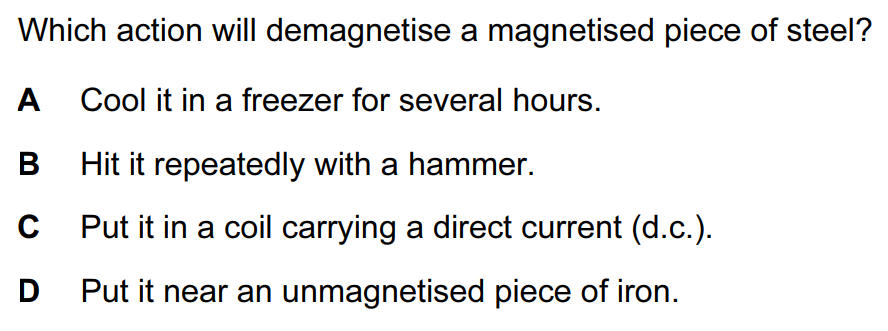 Which action will demagnetise a magnetised piece of steel?
A Cool it in a freezer for several hours.
B Hit it repeatedly with a hammer.
C Put it in a coil carrying a direct current (d.c.).
D Put it near an unmagnetised piece of iron.